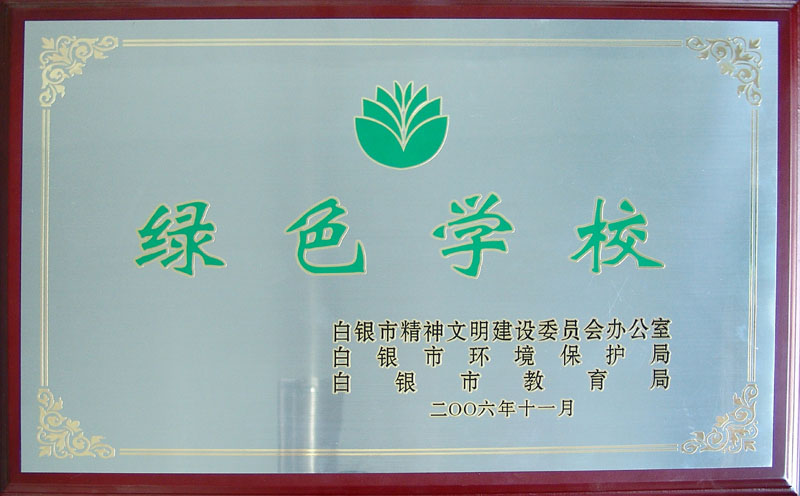 绿色学校
白银市精神文明建设委员会办公室
白银市环境保护局
白银市教育局
二〇〇六年十一月